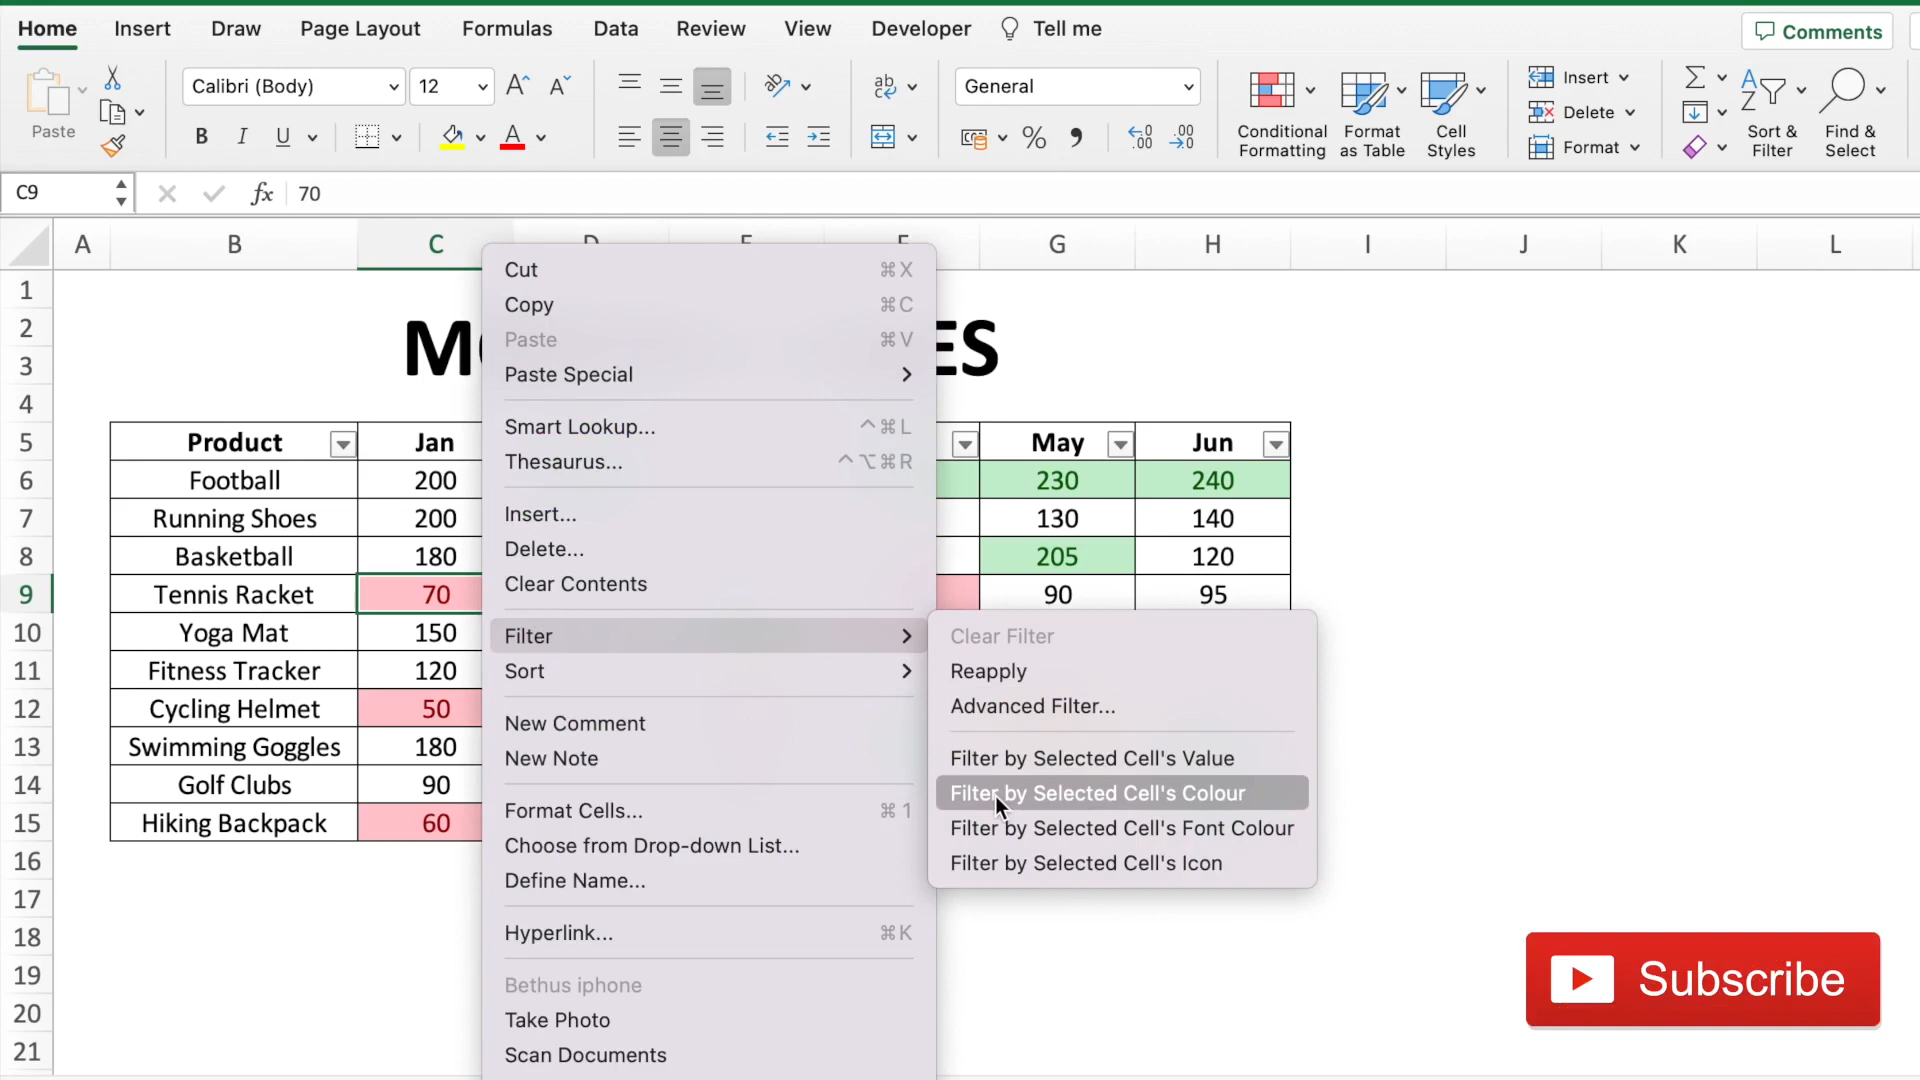 Home Insert Draw Page Layout Formulas Data Review View Developer Tell me Comments
Calibri (Body) 12 General Insert
Paste Conditional Formatting Format as Table Cell Styles Delete Format Sort & Filter Find & Select
B I U
C9 fx 70
A B C G H I J K L
1
2
3
4
5 Product Jan May Jun
6 Football 200 230 240
7 Running Shoes 200 130 140
8 Basketball 180 205 120
9 Tennis Racket 70 90 95
10 Yoga Mat 150
11 Fitness Tracker 120
12 Cycling Helmet 50
13 Swimming Goggles 180
14 Golf Clubs 90
15 Hiking Backpack 60
16
17
18
19
20
21
Cut ⌘X
Copy ⌘C
Paste ⌘V
Paste Special
Smart Lookup... ^⌘L
Thesaurus... ^⌥⌘R
Insert...
Delete...
Clear Contents
Filter
Sort
New Comment
New Note
Format Cells... ⌘1
Choose from Drop-down List...
Define Name...
Hyperlink... ⌘K
Bethus iphone
Take Photo
Scan Documents
Clear Filter
Reapply
Advanced Filter...
Filter by Selected Cell's Value
Filter by Selected Cell's Colour
Filter by Selected Cell's Font Colour
Filter by Selected Cell's Icon
Subscribe